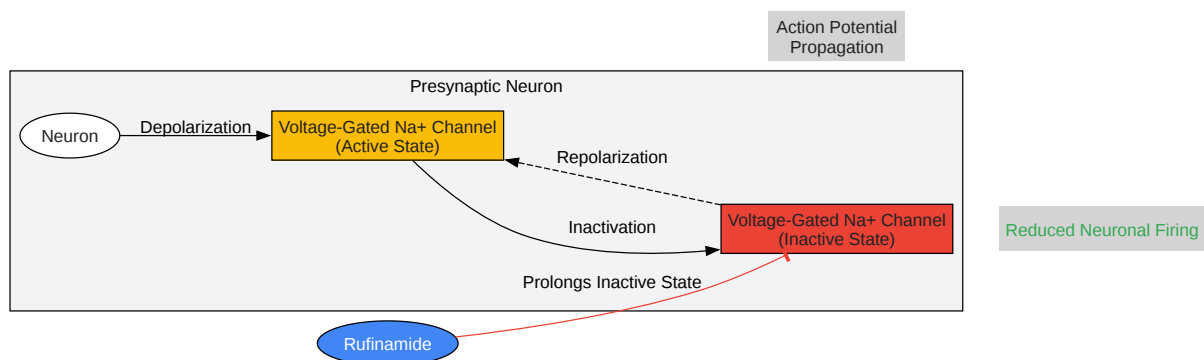 Action Potential
Propagation
Presynaptic Neuron
Neuron
Depolarization
Voltage-Gated Na+ Channel
(Active State)
Repolarization
Inactivation
Voltage-Gated Na+ Channel
(Inactive State)
Reduced Neuronal Firing
Prolongs Inactive State
Rufinamide